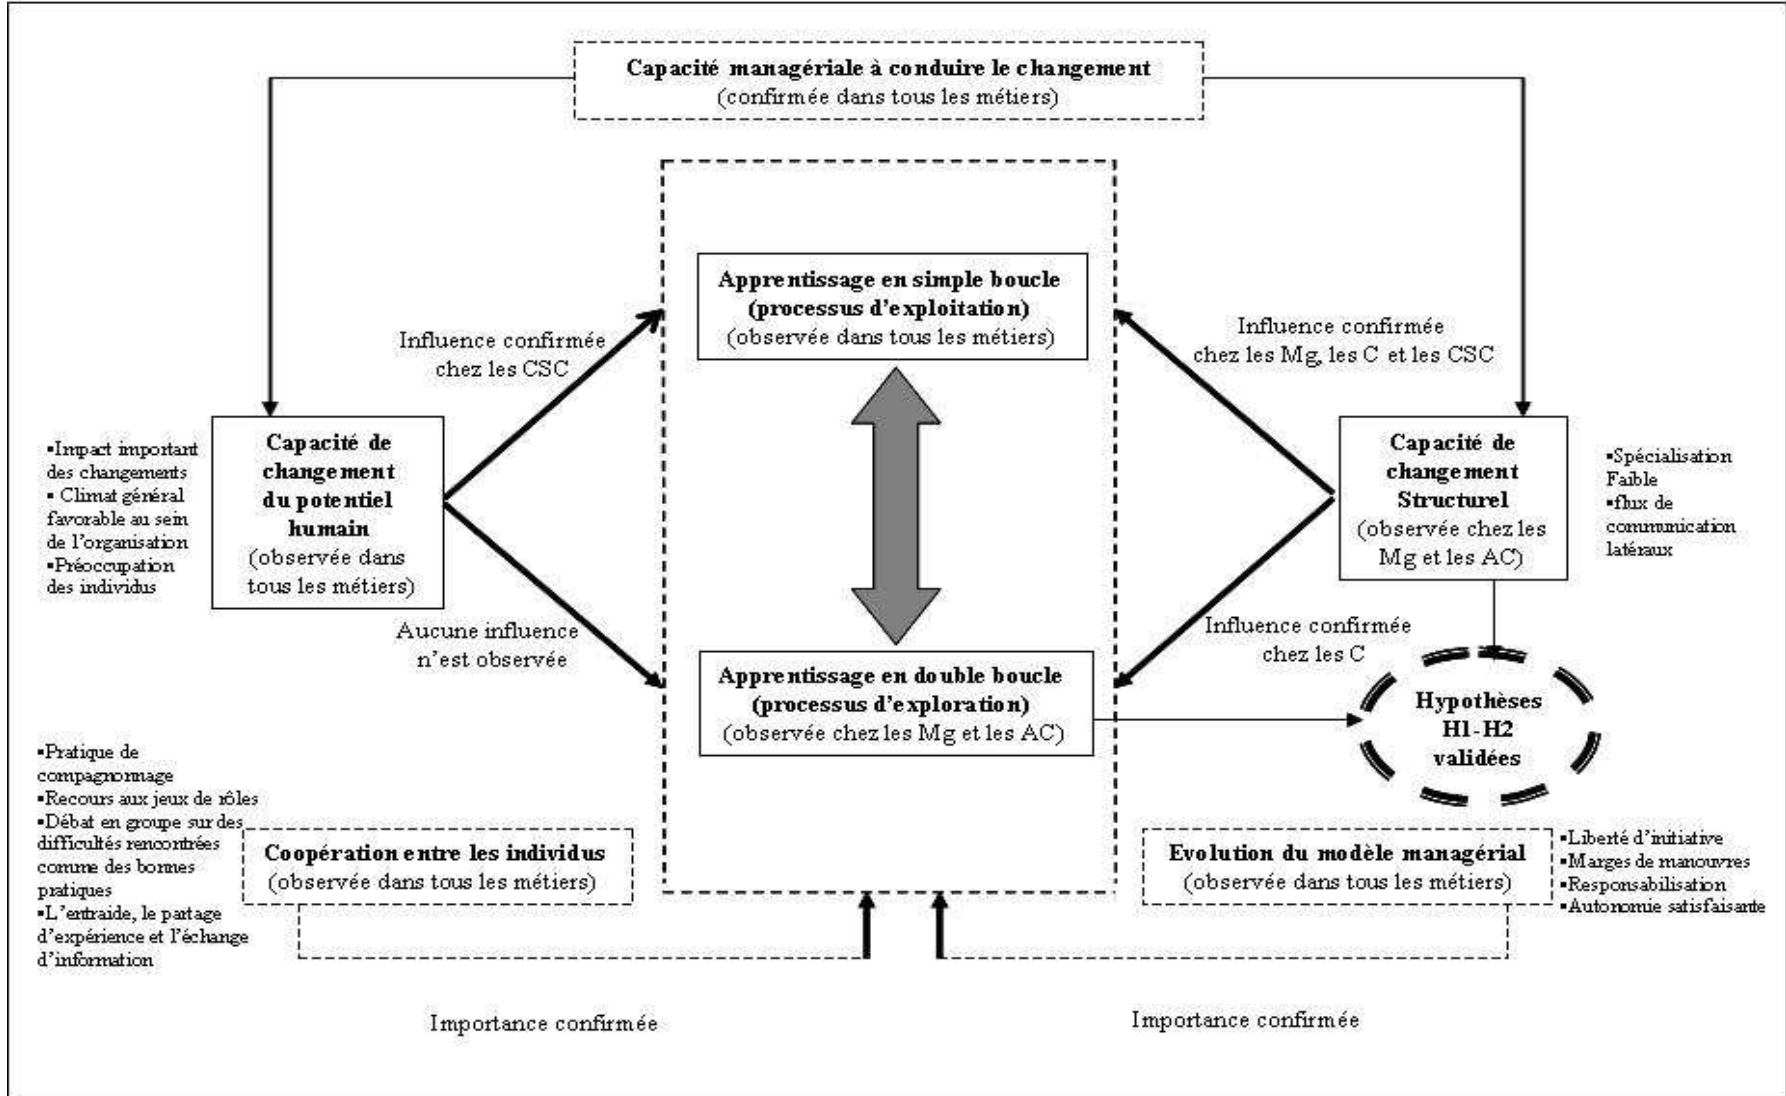 Capacité managériale à conduire le changement
(confirmée dans tous les métiers)
Apprentissage en simple boucle
(processus d'exploitation)
(observée dans tous les métiers)
Influence confirmée
chez les CSC
Influence confirmée
chez les Mg, les C et les CSC
▪Impact important
des changements
▪ Climat général
favorable au sein
de l'organisation
▪Préoccupation
des individus
Capacité de
changement
du potentiel
humain
(observée dans
tous les métiers)
Capacité de
changement
Structurel
(observée chez les
Mg et les AC)
▪Spécialisation
Faible
▪flux de
communication
latéraux
Aucune influence
n'est observée
Influence confirmée
chez les C
Apprentissage en double boucle
(processus d'exploration)
(observée chez les Mg et les AC)
Hypothèses
H1-H2
validées
▪Pratique de
compagnonnage
▪Recours aux jeux de rôles
▪Débat en groupe sur des
difficultés rencontrées
comme des bonnes
pratiques
▪L'entraide, le partage
d'expérience et l'échange
d'information
Coopération entre les individus
(observée dans tous les métiers)
Evolution du modèle managérial
(observée dans tous les métiers)
▪Liberté d'initiative
▪Marges de manouvres
▪Responsabilisation
▪Autonomie satisfaisante
Importance confirmée
Importance confirmée